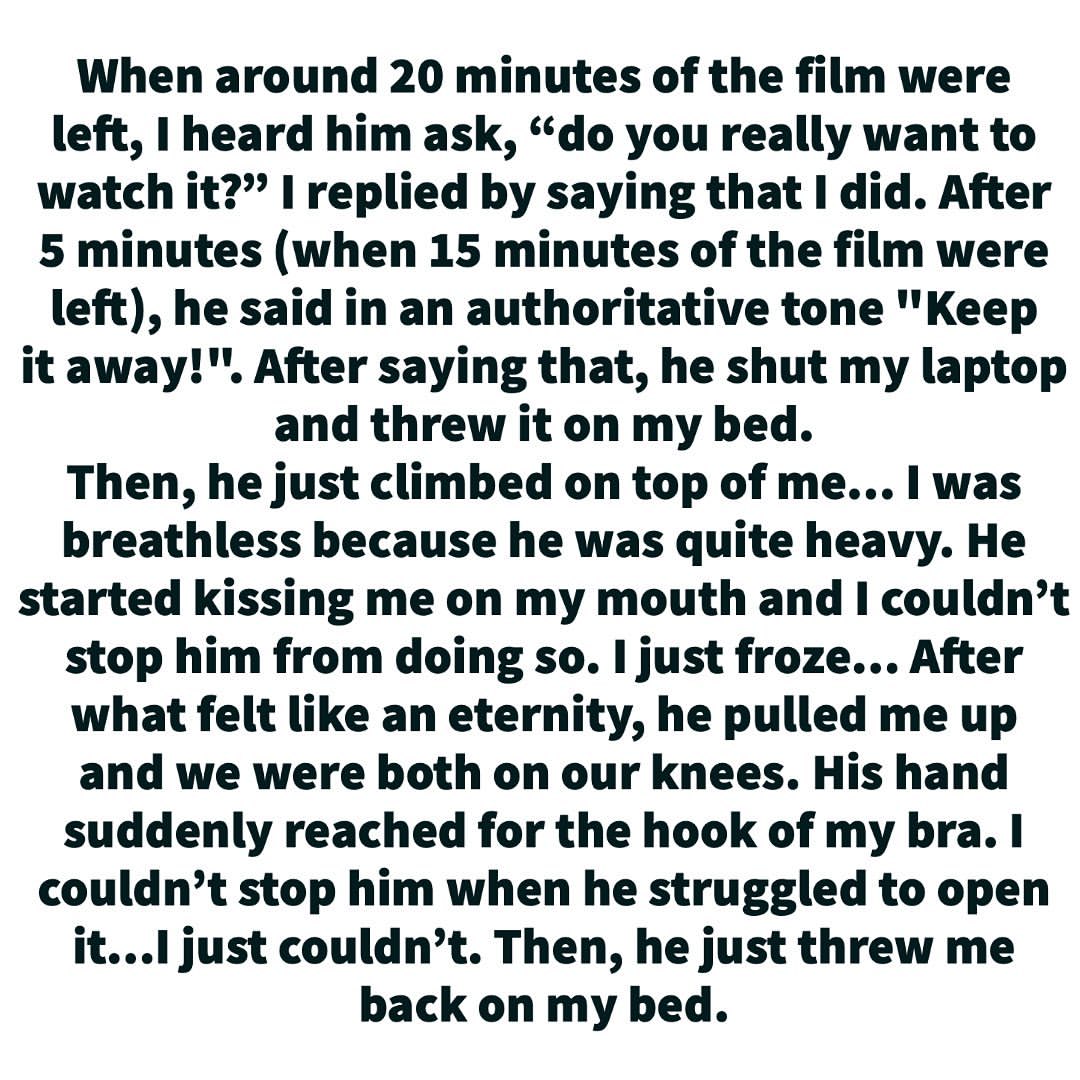 When around 20 minutes of the film were
left, I heard him ask, “do you really want to
watch it?” I replied by saying that I did. After
5 minutes (when 15 minutes of the film were
left), he said in an authoritative tone "Keep
it away!". After saying that, he shut my laptop
and threw it on my bed.
Then, he just climbed on top of me... I was
breathless because he was quite heavy. He
started kissing me on my mouth and I couldn’t
stop him from doing so. I just froze... After
what felt like an eternity, he pulled me up
and we were both on our knees. His hand
suddenly reached for the hook of my bra. I
couldn’t stop him when he struggled to open
it...I just couldn’t. Then, he just threw me
back on my bed.